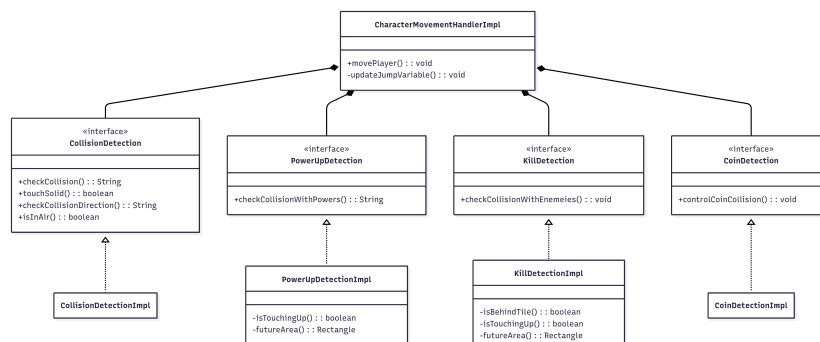 CharacterMovementHandlerImpl
+movePlayer() : : void
-updateJumpVariable() : : void
«interface»
CollisionDetection
+checkCollision() : : String
+touchSolid() : : boolean
+checkCollisionDirection() : : String
+isInAir() : : boolean
«interface»
PowerUpDetection
+checkCollisionWithPowers() : : String
«interface»
KillDetection
+checkCollisionWithEnemeies() : : void
«interface»
CoinDetection
+controlCoinCollision() : : void
CollisionDetectionImpl
PowerUpDetectionImpl
-isTouchingUp() : : boolean
-futureArea() : : Rectangle
KillDetectionImpl
-isBehindTile() : : boolean
-isTouchingUp() : : boolean
-futureArea() : : Rectangle
CoinDetectionImpl